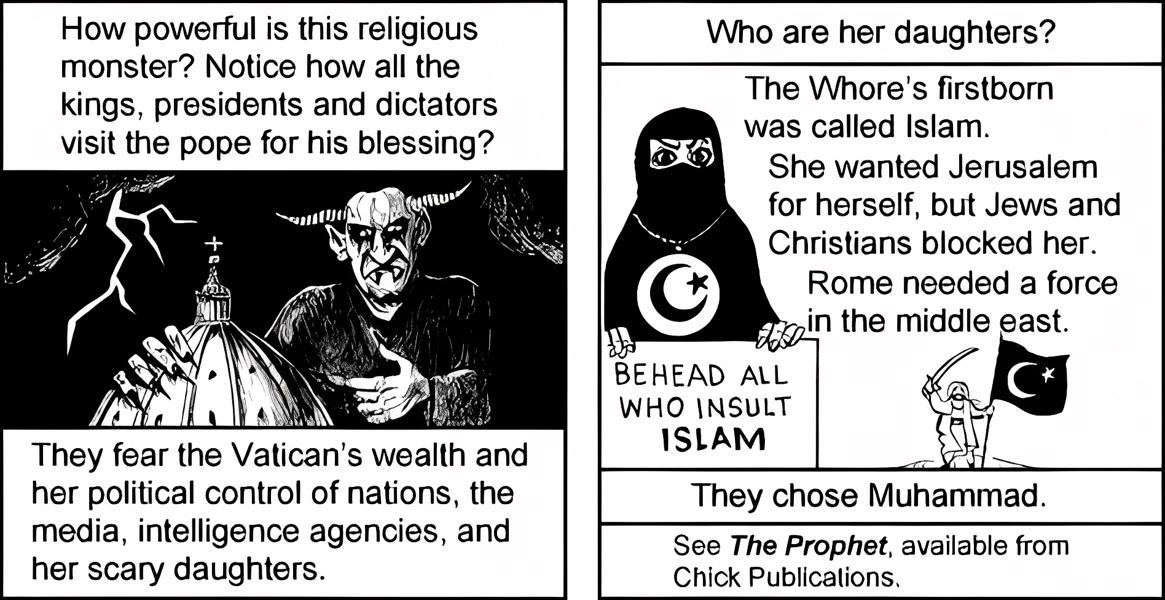 How powerful is this religious
monster? Notice how all the
kings, presidents and dictators
visit the pope for his blessing?
They fear the Vatican's wealth and
her political control of nations, the
media, intelligence agencies, and
her scary daughters.
Who are her daughters?
The Whore's firstborn
was called Islam.
She wanted Jerusalem
for herself, but Jews and
Christians blocked her.
Rome needed a force
in the middle east.
BEHEAD ALL
WHO INSULT
ISLAM
They chose Muhammad.
See The Prophet, available from
Chick Publications.